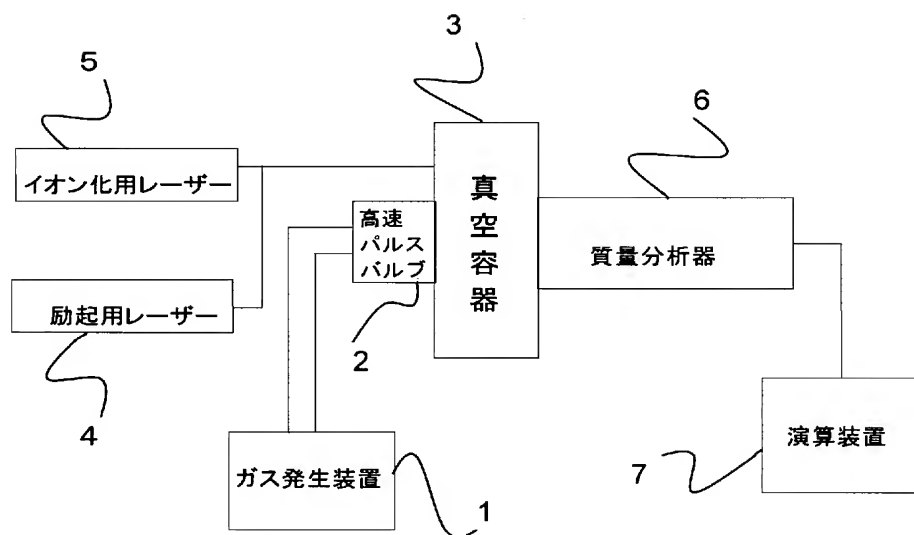 3
5
6
イオン化用レーザー
真空容器
高速
パルス
バルブ
質量分析器
励起用レーザー
2
4
ガス発生装置
演算装置
7
1